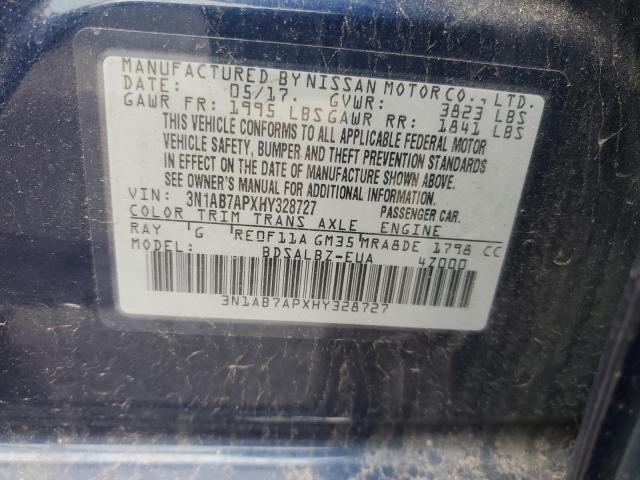 MANUFACTURED BY NISSAN MOTOR CO., LTD.
DATE: 05/17. GVWR: 3823 LBS
GAWR FR: 1995 LBS GAWR RR: 1841 LBS
THIS VEHICLE CONFORMS TO ALL APPLICABLE FEDERAL MOTOR
VEHICLE SAFETY, BUMPER AND THEFT PREVENTION STANDARDS
IN EFFECT ON THE DATE OF MANUFACTURE SHOWN ABOVE.
SEE OWNER'S MANUAL FOR ADDITIONAL INFORMATION.
VIN: 3N1AB7APXHY328727 PASSENGER CAR.
COLOR TRIM TRANS AXLE ENGINE
RAY G RE0F11A GM35 MRA8DE 1798 CC
MODEL: BDSALBZ-EUA 4Z000
3N1AB7APXHY328727